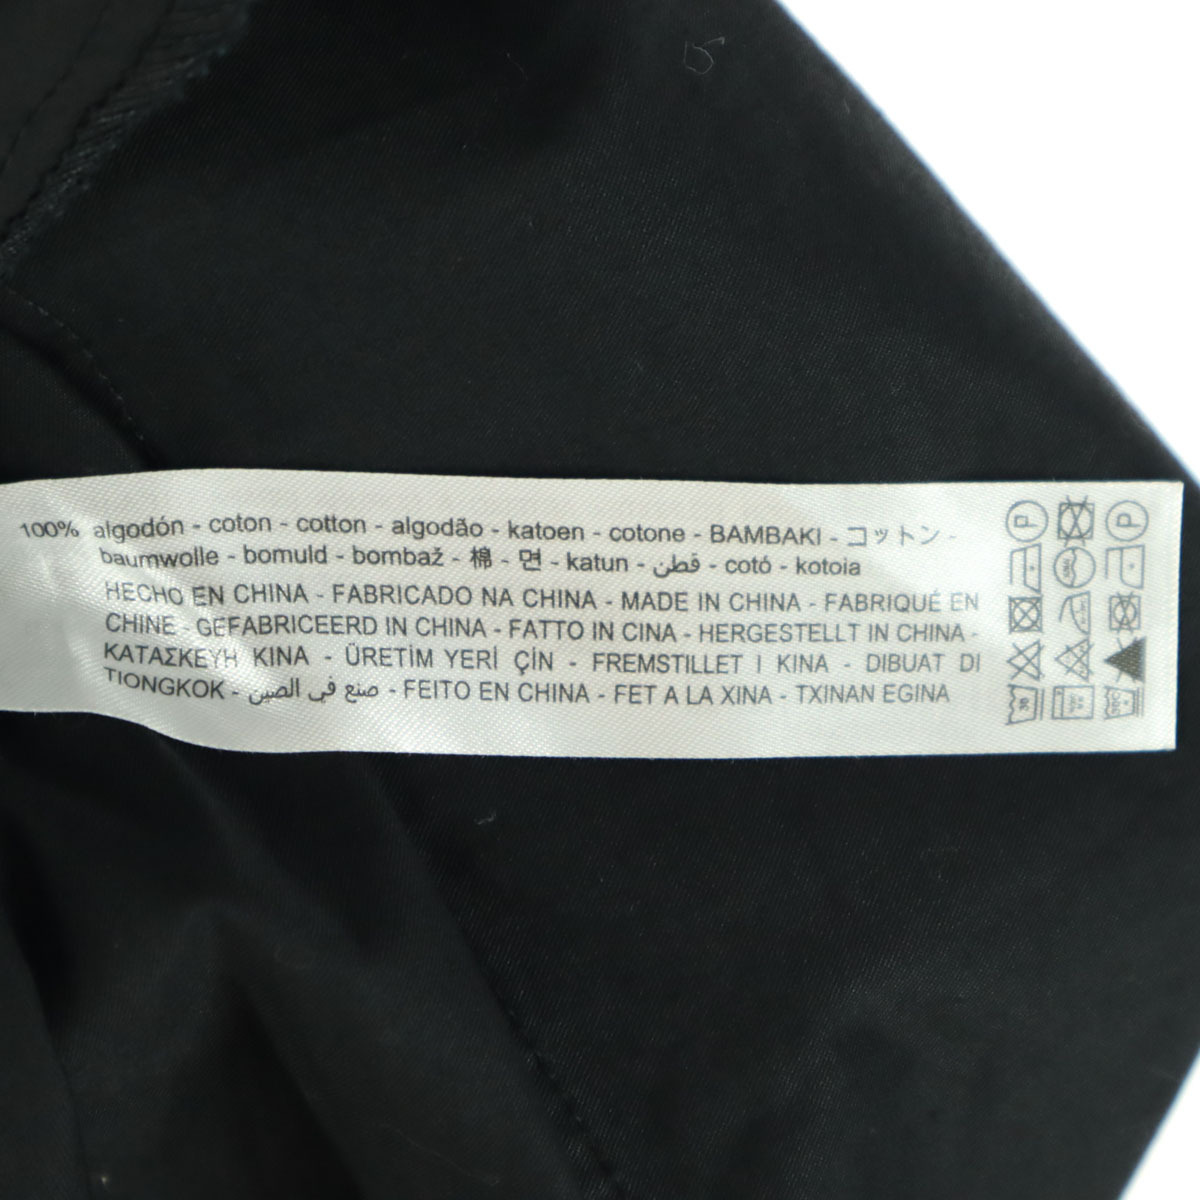 100% algodón - coton - cotton - algodão - katoen - cotone - BAMBAKI - コットン -
baumwolle - bomuld - bombaž - 棉 - 면 - katun - قطن - cotó - kotoia
HECHO EN CHINA - FABRICADO NA CHINA - MADE IN CHINA - FABRIQUÉ EN
CHINE - GEFABRICEERD IN CHINA - FATTO IN CINA - HERGESTELLT IN CHINA -
ΚΑΤΑΣΚΕΥΗ ΚΙΝΑ - ÜRETİM YERİ ÇİN - FREMSTILLET I KINA - DIBUAT DI
TIONGKOK - صنع في الصين - FEITO EN CHINA - FET A LA XINA - TXINAN EGINA
P P